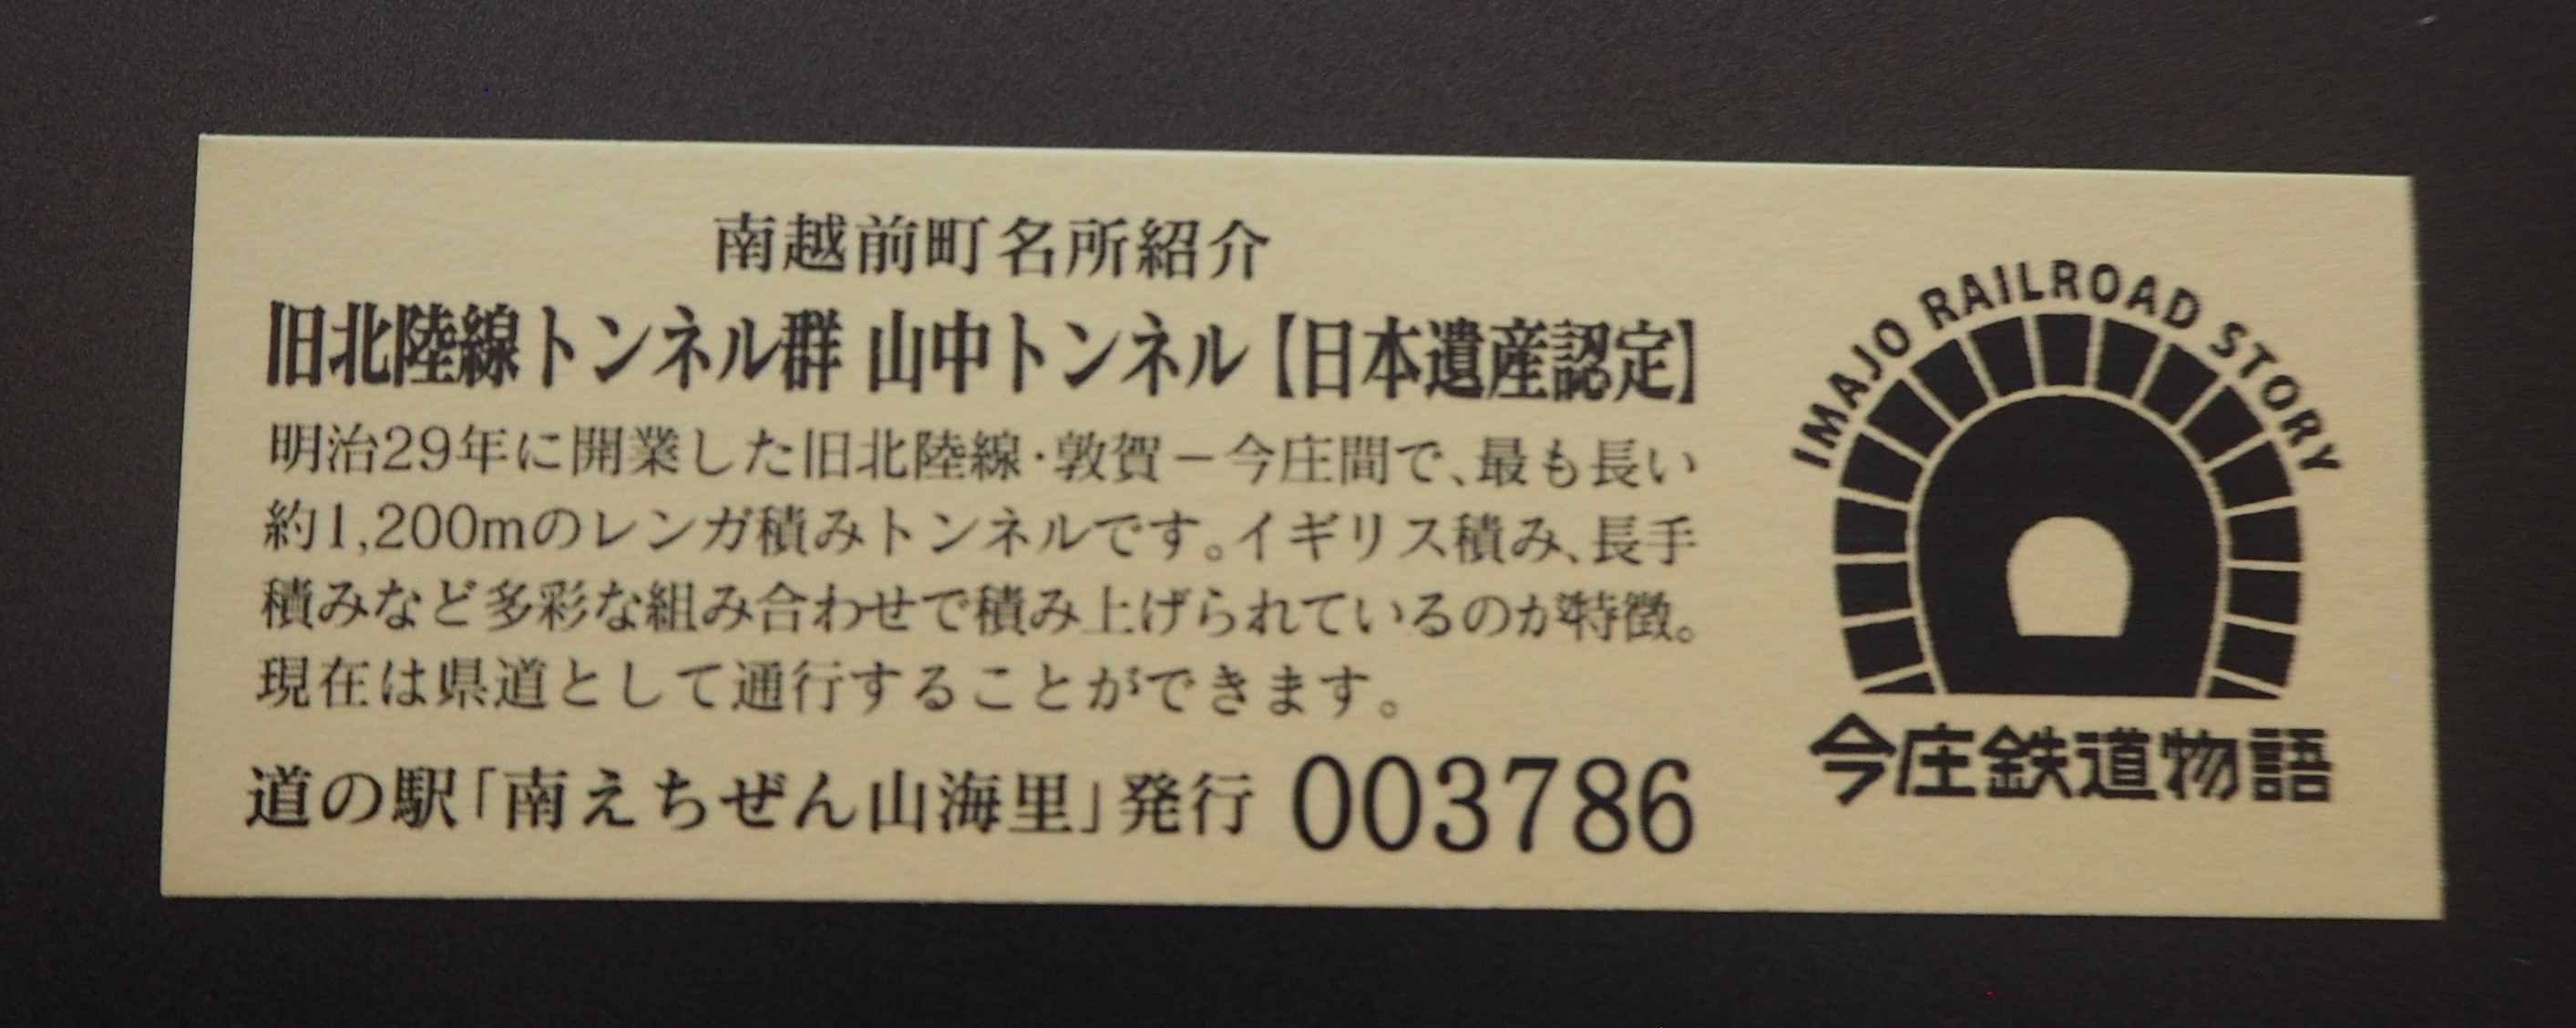 南越前町名所紹介
旧北陸線トンネル群 山中トンネル【日本遺産認定】
明治29年に開業した旧北陸線・敦賀－今庄間で、最も長い
約1,200mのレンガ積みトンネルです。イギリス積み、長手
積みなど多彩な組み合わせで積み上げられているのが特徴。
現在は県道として通行することができます。
道の駅「南えちぜん山海里」発行 003786
IMAJO RAILROAD STORY
今庄鉄道物語